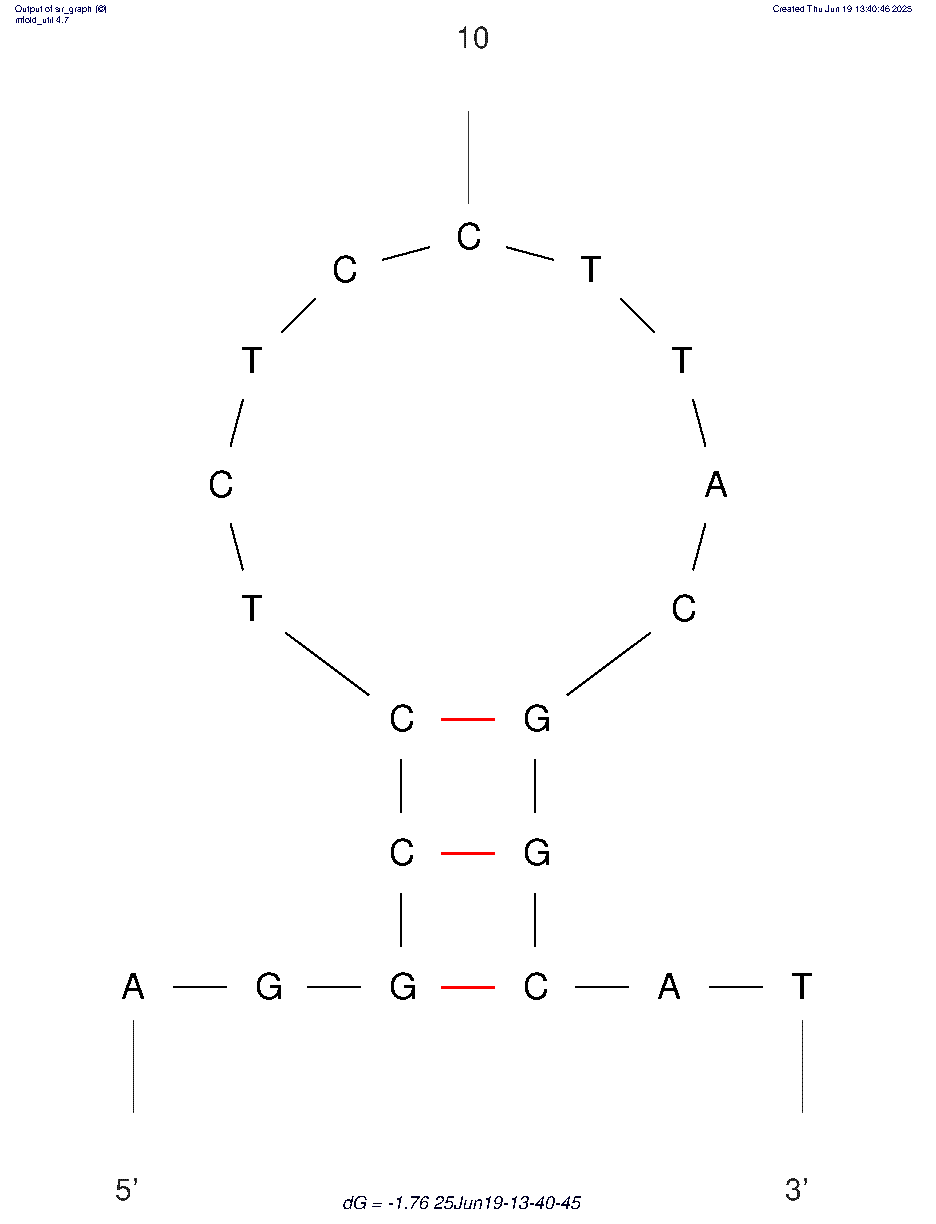 Output of sir_graph (©)
mfold_util 4.7
Created Thu Jun 19 13:40:46 2025
10
C
C T
T T
C A
T C
C G
C G
A G G C A T
5' 3'
dG = -1.76 25Jun19-13-40-45